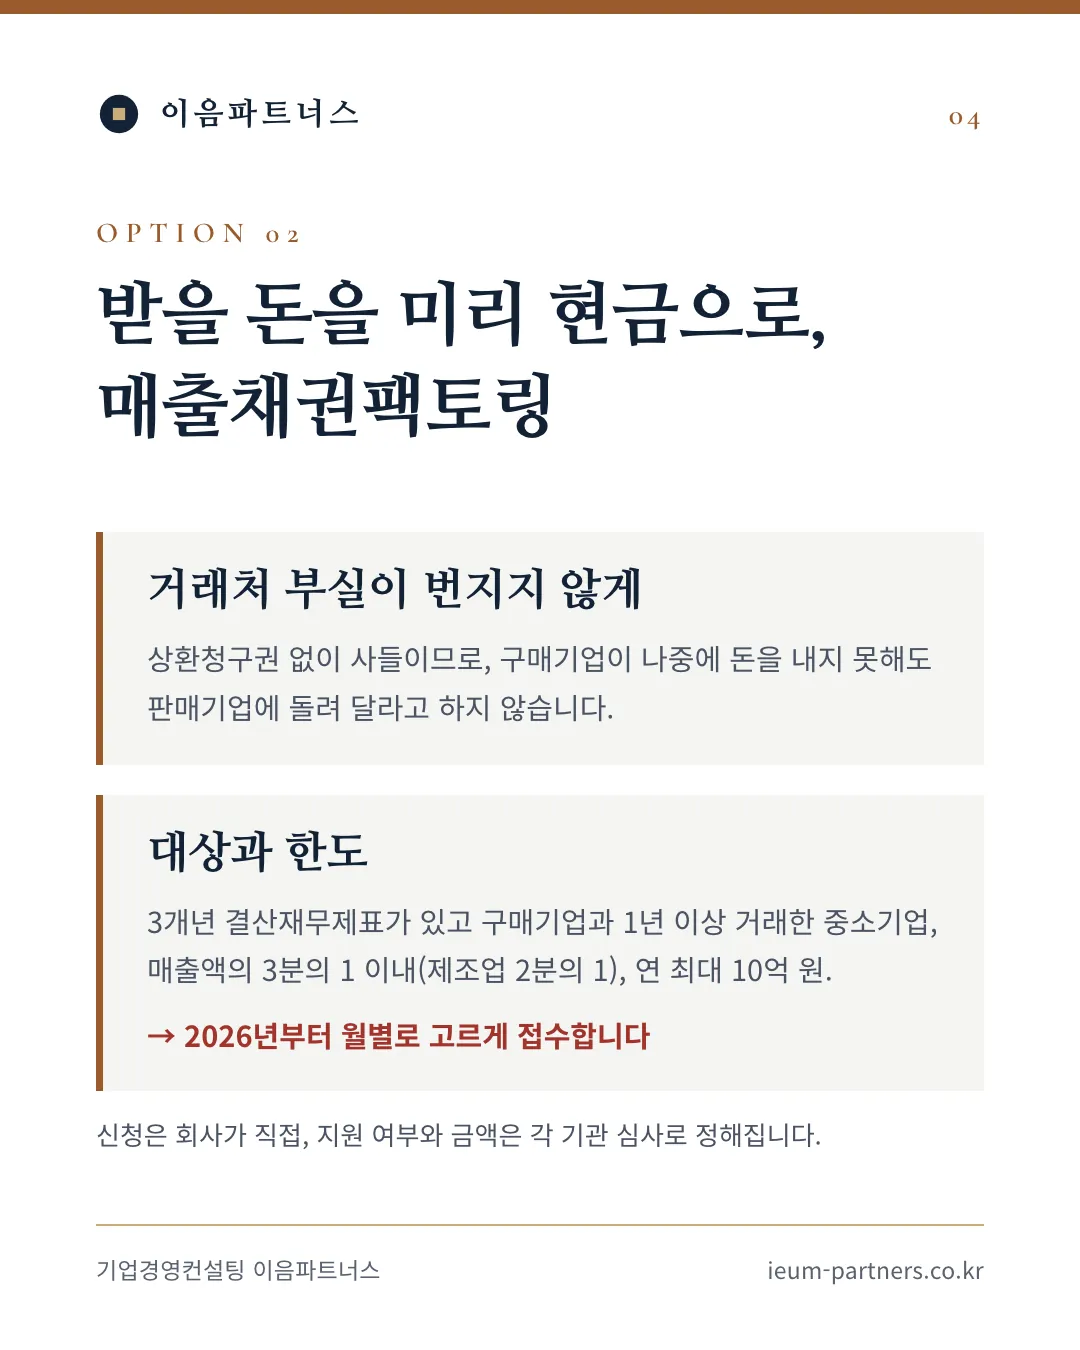 이음파트너스
04
OPTION 02
받을 돈을 미리 현금으로,
매출채권팩토링
거래처 부실이 번지지 않게
상환청구권 없이 사들이므로, 구매기업이 나중에 돈을 내지 못해도
판매기업에 돌려 달라고 하지 않습니다.
대상과 한도
3개년 결산재무제표가 있고 구매기업과 1년 이상 거래한 중소기업,
매출액의 3분의 1 이내(제조업 2분의 1), 연 최대 10억 원.
→ 2026년부터 월별로 고르게 접수합니다
신청은 회사가 직접, 지원 여부와 금액은 각 기관 심사로 정해집니다.
기업경영컨설팅 이음파트너스
ieum-partners.co.kr